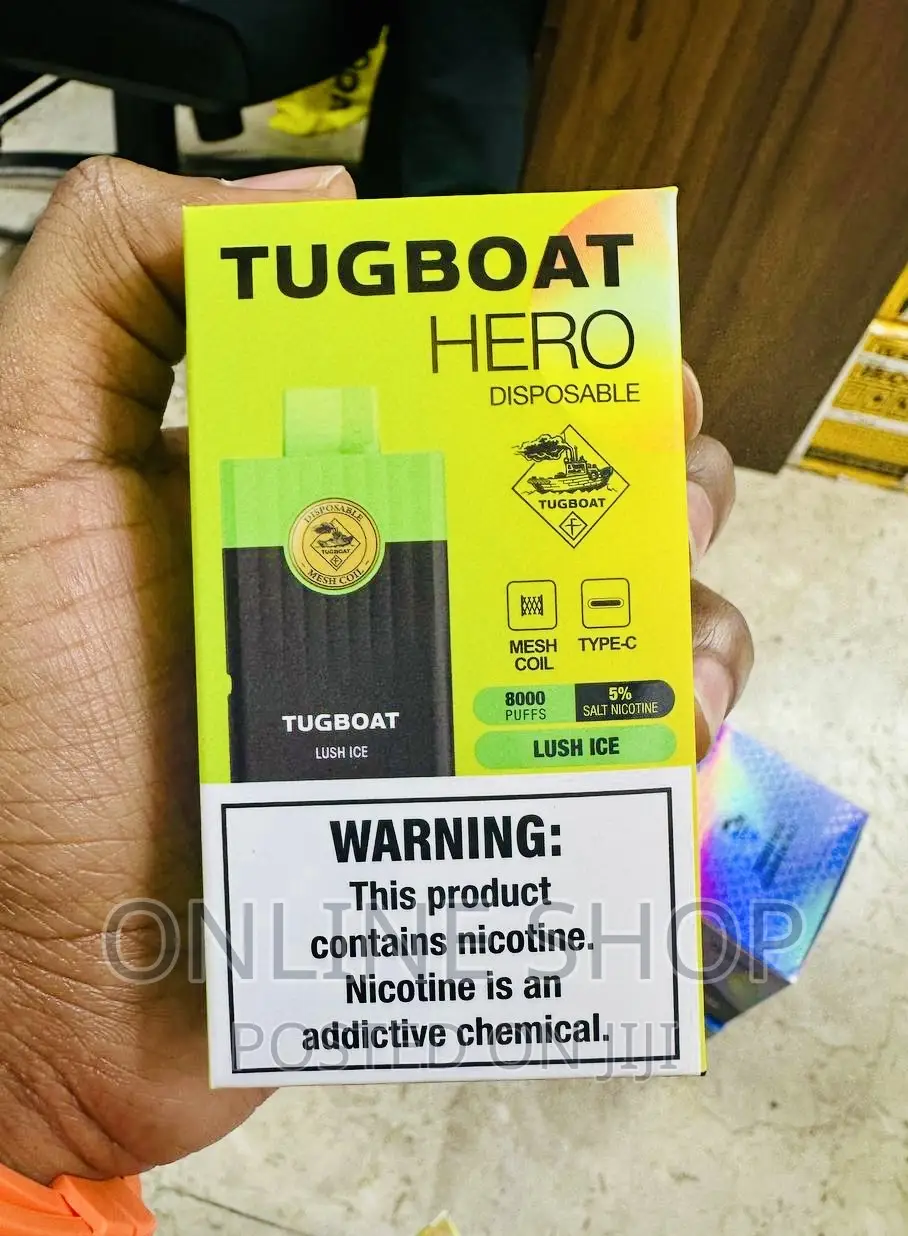 TUGBOAT
HERO
DISPOSABLE
TUGBOAT
DISPOSABLE
TUGBOAT
MESH COIL
MESH
COIL
TYPE-C
8000
PUFFS
5%
SALT NICOTINE
LUSH ICE
TUGBOAT
LUSH ICE
WARNING:
This product
contains nicotine.
Nicotine is an
addictive chemical.
ONLINE SHOP
POSTED ON JIJI